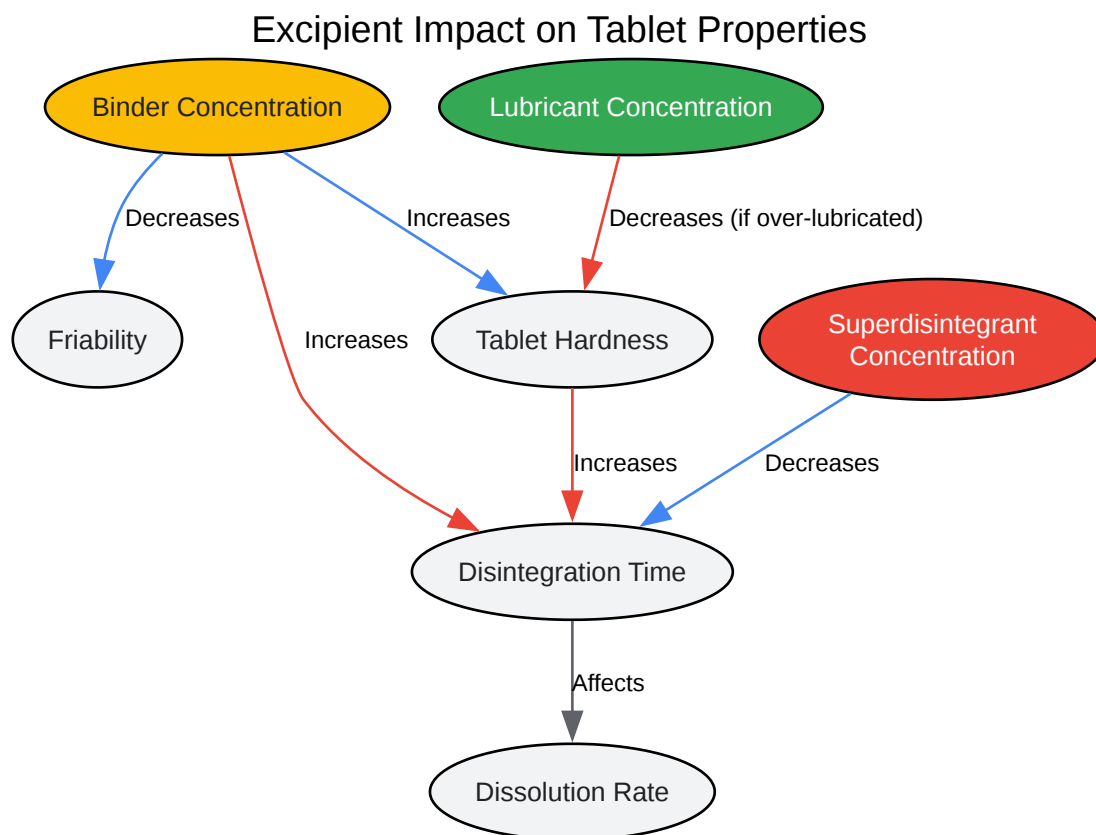 Excipient Impact on Tablet Properties
Binder Concentration
Lubricant Concentration
Decreases
Increases
Decreases (if over-lubricated)
Friability
Increases
Tablet Hardness
Superdisintegrant
Concentration
Increases
Decreases
Disintegration Time
Affects
Dissolution Rate